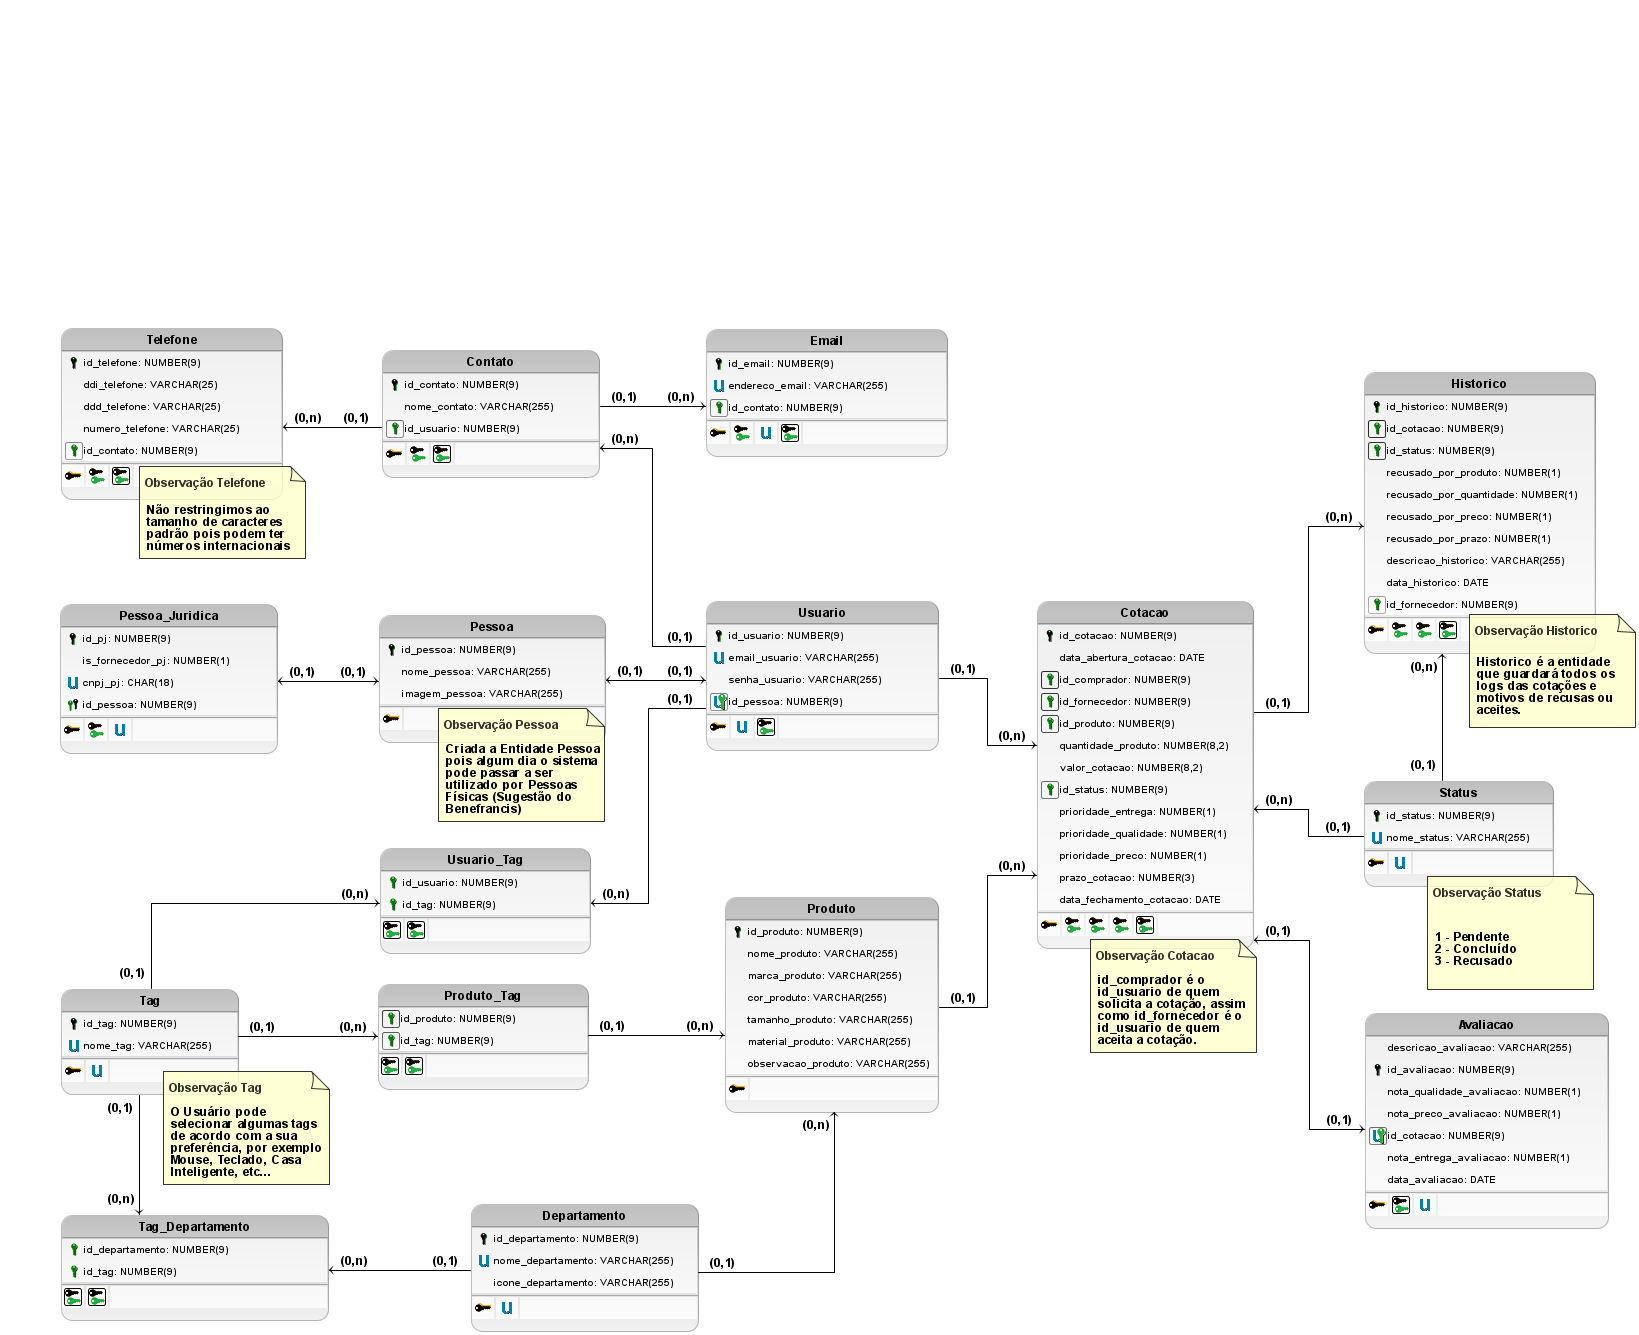 Telefone
id_telefone: NUMBER(9)
ddi_telefone: VARCHAR(25)
ddd_telefone: VARCHAR(25)
numero_telefone: VARCHAR(25)
id_contato: NUMBER(9)
Observação Telefone
Não restringimos ao
tamanho de caracteres
padrão pois podem ter
números internacionais
(0,n)
(0,1)
Contato
id_contato: NUMBER(9)
nome_contato: VARCHAR(255)
id_usuario: NUMBER(9)
(0,1)
(0,n)
(0,n)
Email
id_email: NUMBER(9)
endereco_email: VARCHAR(255)
id_contato: NUMBER(9)
Historico
id_historico: NUMBER(9)
id_cotacao: NUMBER(9)
id_status: NUMBER(9)
recusado_por_produto: NUMBER(1)
recusado_por_quantidade: NUMBER(1)
recusado_por_preco: NUMBER(1)
recusado_por_prazo: NUMBER(1)
descricao_historico: VARCHAR(255)
data_historico: DATE
id_fornecedor: NUMBER(9)
(0,n)
Observação Historico
Historico é a entidade
que guardará todos os
logs das cotações e
motivos de recusas ou
aceites.
(0,n)
(0,1)
Pessoa_Juridica
id_pj: NUMBER(9)
is_fornecedor_pj: NUMBER(1)
cnpj_pj: CHAR(18)
id_pessoa: NUMBER(9)
(0,1)
(0,1)
Pessoa
id_pessoa: NUMBER(9)
nome_pessoa: VARCHAR(255)
imagem_pessoa: VARCHAR(255)
Observação Pessoa
Criada a Entidade Pessoa
pois algum dia o sistema
pode passar a ser
utilizado por Pessoas
Físicas (Sugestão do
Benefrancis)
(0,1)
(0,1)
(0,1)
(0,1)
Usuario
id_usuario: NUMBER(9)
email_usuario: VARCHAR(255)
senha_usuario: VARCHAR(255)
id_pessoa: NUMBER(9)
(0,1)
(0,n)
Cotacao
id_cotacao: NUMBER(9)
data_abertura_cotacao: DATE
id_comprador: NUMBER(9)
id_fornecedor: NUMBER(9)
id_produto: NUMBER(9)
quantidade_produto: NUMBER(8,2)
valor_cotacao: NUMBER(8,2)
id_status: NUMBER(9)
prioridade_entrega: NUMBER(1)
prioridade_qualidade: NUMBER(1)
prioridade_preco: NUMBER(1)
prazo_cotacao: NUMBER(3)
data_fechamento_cotacao: DATE
(0,1)
(0,n)
(0,1)
(0,1)
Observação Cotacao
id_comprador é o
id_usuario de quem
solicita a cotação, assim
como id_fornecedor é o
id_usuario de quem
aceita a cotação.
Status
id_status: NUMBER(9)
nome_status: VARCHAR(255)
Observação Status
1 - Pendente
2 - Concluído
3 - Recusado
Usuario_Tag
id_usuario: NUMBER(9)
id_tag: NUMBER(9)
(0,n)
(0,n)
(0,1)
Produto
id_produto: NUMBER(9)
nome_produto: VARCHAR(255)
marca_produto: VARCHAR(255)
cor_produto: VARCHAR(255)
tamanho_produto: VARCHAR(255)
material_produto: VARCHAR(255)
observacao_produto: VARCHAR(255)
(0,n)
(0,1)
(0,n)
Tag
id_tag: NUMBER(9)
nome_tag: VARCHAR(255)
Observação Tag
O Usuário pode
selecionar algumas tags
de acordo com a sua
preferência, por exemplo
Mouse, Teclado, Casa
Inteligente, etc...
(0,1)
(0,n)
Produto_Tag
id_produto: NUMBER(9)
id_tag: NUMBER(9)
(0,1)
(0,n)
Avaliacao
descricao_avaliacao: VARCHAR(255)
id_avaliacao: NUMBER(9)
nota_qualidade_avaliacao: NUMBER(1)
nota_preco_avaliacao: NUMBER(1)
id_cotacao: NUMBER(9)
nota_entrega_avaliacao: NUMBER(1)
data_avaliacao: DATE
(0,1)
(0,1)
(0,n)
Tag_Departamento
id_departamento: NUMBER(9)
id_tag: NUMBER(9)
(0,n)
(0,1)
Departamento
id_departamento: NUMBER(9)
nome_departamento: VARCHAR(255)
icone_departamento: VARCHAR(255)
(0,1)